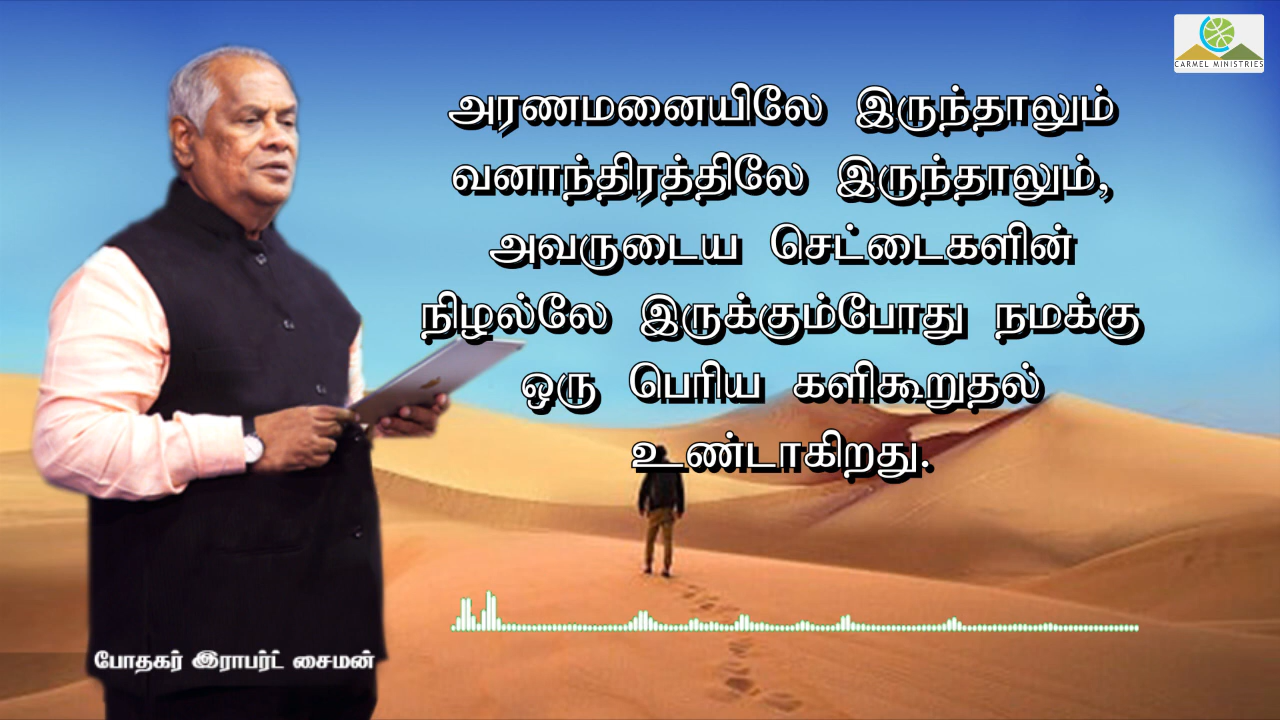 CARMEL MINISTRIES
அரணமனையிலே இருந்தாலும்
வனாந்திரத்திலே இருந்தாலும்,
அவருடைய செட்டைகளின்
நிழல்லே இருக்கும்போது நமக்கு
ஒரு பெரிய களிகூறுதல்
உண்டாகிறது.
போதகர் இராபர்ட் சைமன்